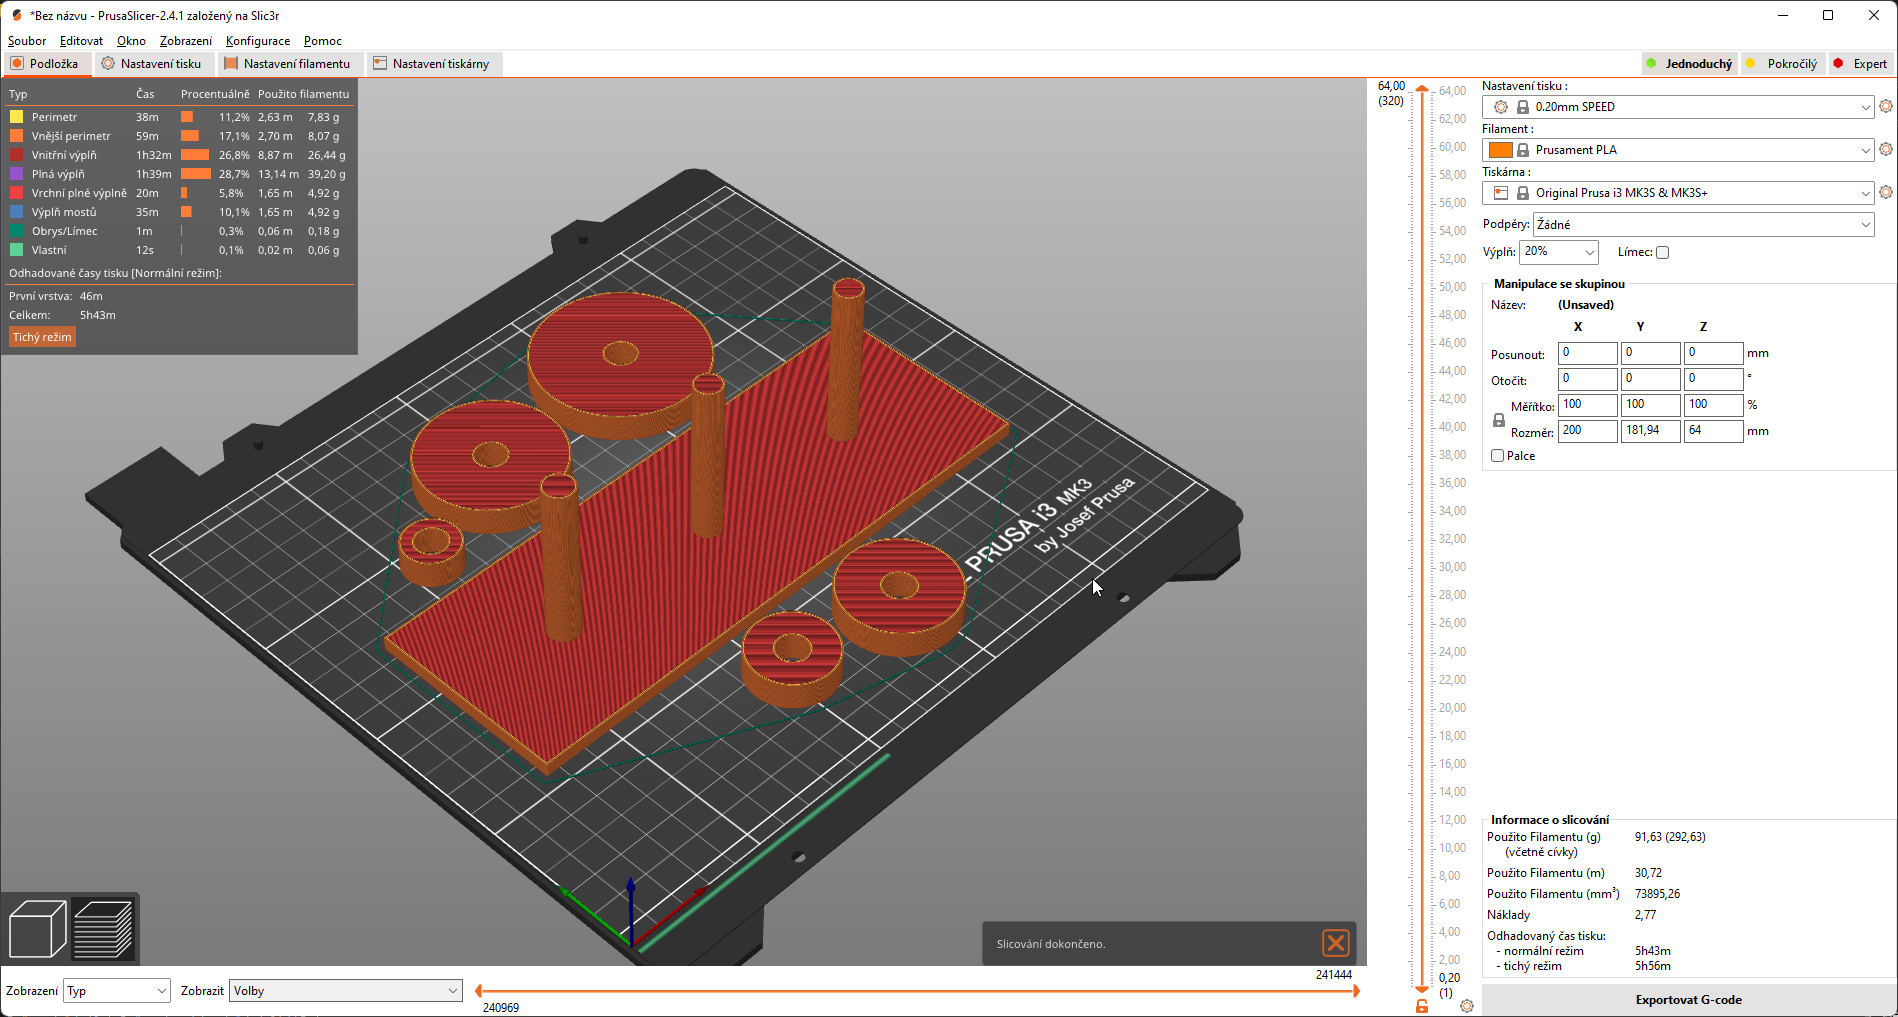 *Bez názvu - PrusaSlicer-2.4.1 založený na Slic3r
Soubor Editovat Okno Zobrazení Konfigurace Pomoc
Podložka Nastavení tisku Nastavení filamentu Nastavení tiskárny Jednoduchý Pokročilý Expert
Typ Čas Procentuálně Použito filamentu
Perimetr 38m 11,2% 2,63 m 7,83 g
Vnější perimetr 59m 17,1% 2,70 m 8,07 g
Vnitřní výplň 1h32m 26,8% 8,87 m 26,44 g
Plná výplň 1h39m 28,7% 13,14 m 39,20 g
Vrchní plné výplně 20m 5,8% 1,65 m 4,92 g
Výplň mostů 35m 10,1% 1,65 m 4,92 g
Obrys/Límec 1m 0,3% 0,06 m 0,18 g
Vlastní 12s 0,1% 0,02 m 0,06 g
Odhadované časy tisku [Normální režim]:
První vrstva: 46m
Celkem: 5h43m
Tichý režim
PRUSA i3 MK3
by Josef Prusa
Slicování dokončeno.
64,00
(320)
64,00
62,00
60,00
58,00
56,00
54,00
52,00
50,00
48,00
46,00
44,00
42,00
40,00
38,00
36,00
34,00
32,00
30,00
28,00
26,00
24,00
22,00
20,00
18,00
16,00
14,00
12,00
10,00
8,00
6,00
4,00
2,00
0,20
(1)
Nastavení tisku :
0.20mm SPEED
Filament :
Prusament PLA
Tiskárna :
Original Prusa i3 MK3S & MK3S+
Podpěry: Žádné
Výplň: 20% Límec:
Manipulace se skupinou
Název: (Unsaved)
X Y Z
Posunout: 0 0 0 mm
Otočit: 0 0 0 °
Měřítko: 100 100 100 %
Rozměr: 200 181,94 64 mm
Palce
Informace o slicování
Použito Filamentu (g) 91,63 (292,63)
(včetně cívky)
Použito Filamentu (m) 30,72
Použito Filamentu (mm³) 73895,26
Náklady 2,77
Odhadovaný čas tisku:
- normální režim 5h43m
- tichý režim 5h56m
Exportovat G-code
241444
Zobrazení Typ Zobrazit Volby
240969